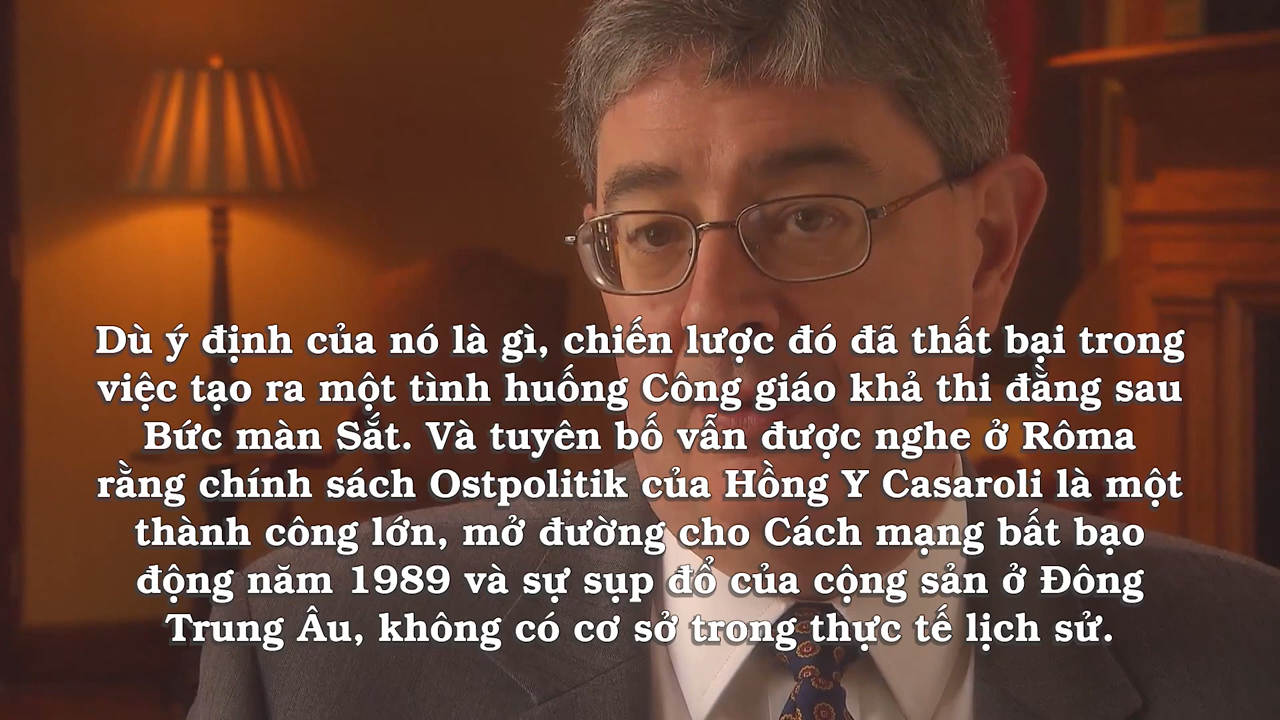 Dù ý định của nó là gì, chiến lược đó đã thất bại trong
việc tạo ra một tình huống Công giáo khả thi đằng sau
Bức màn Sắt. Và tuyên bố vẫn được nghe ở Rôma
rằng chính sách Ostpolitik của Hồng Y Casaroli là một
thành công lớn, mở đường cho Cách mạng bất bạo
động năm 1989 và sự sụp đổ của cộng sản ở Đông
Trung Âu, không có cơ sở trong thực tế lịch sử.